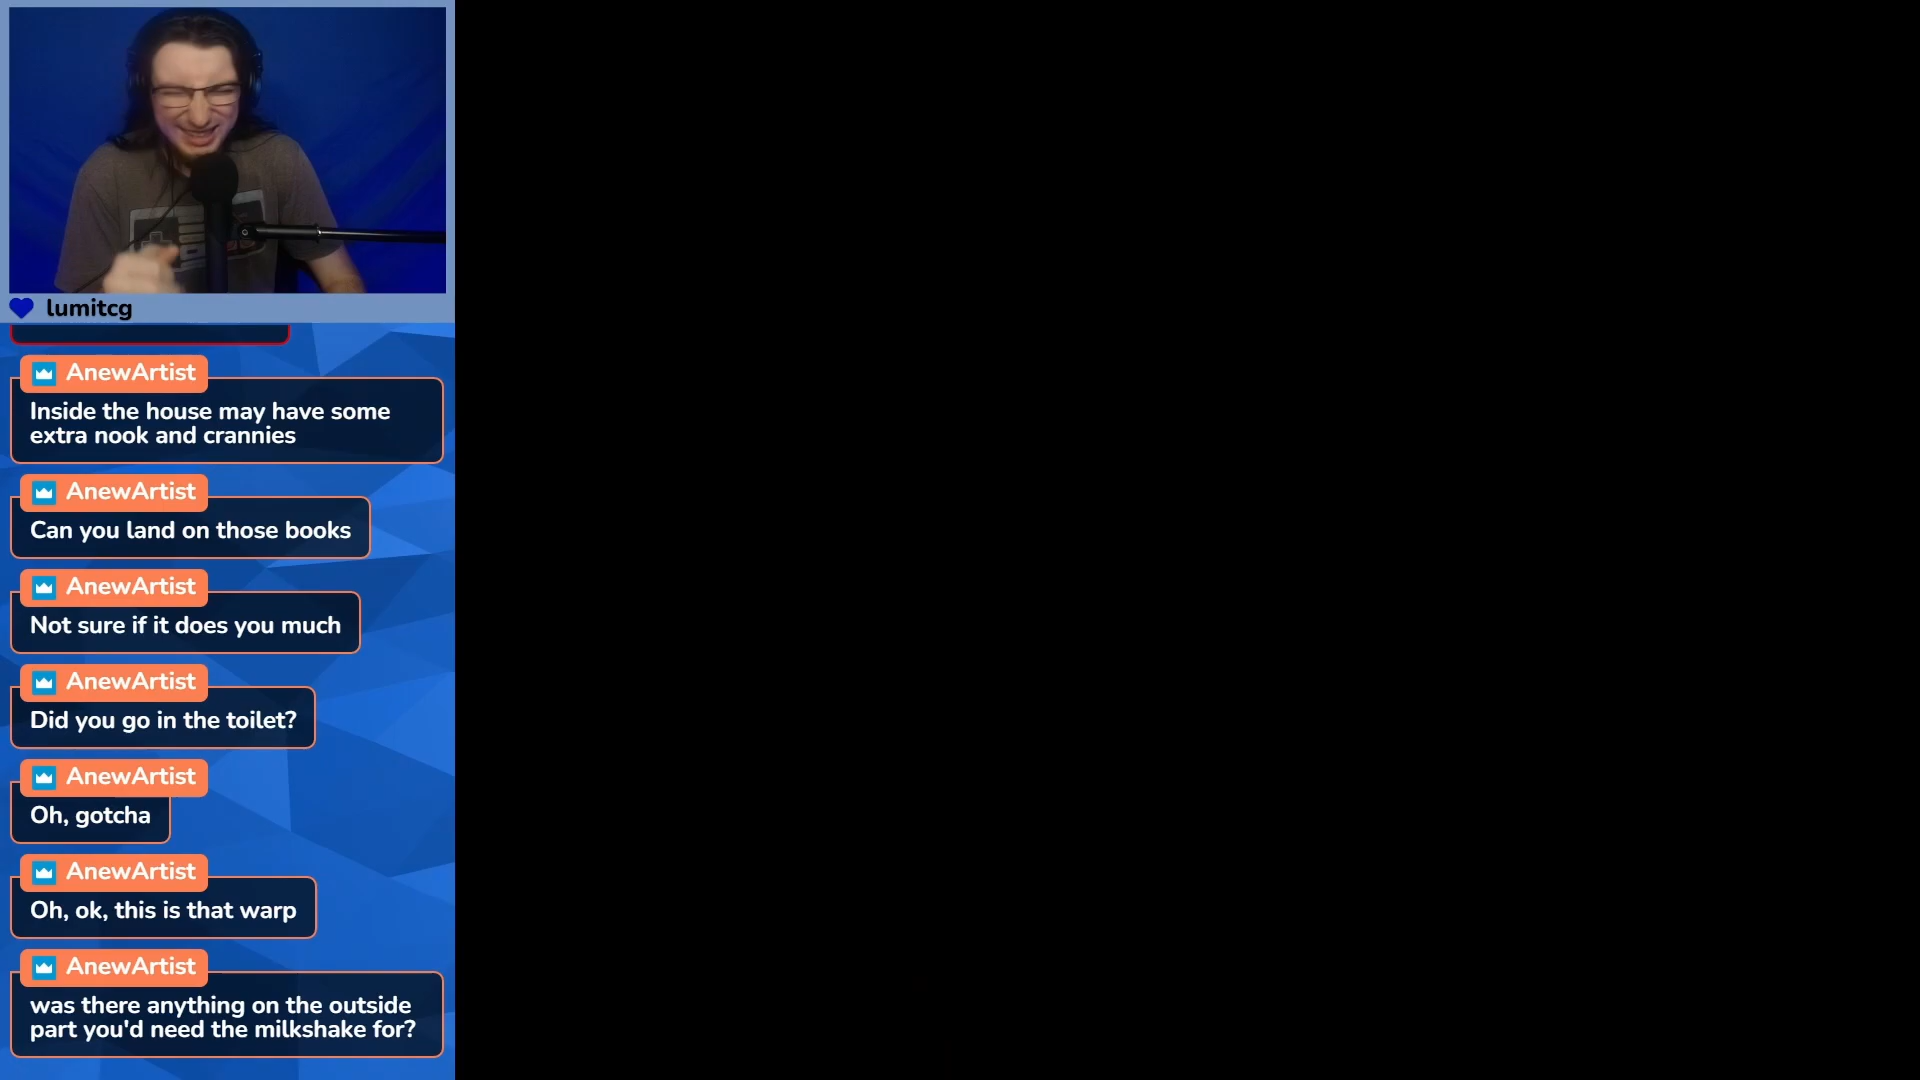 lumitcg
AnewArtist
Inside the house may have some
extra nook and crannies
AnewArtist
Can you land on those books
AnewArtist
Not sure if it does you much
AnewArtist
Did you go in the toilet?
AnewArtist
Oh, gotcha
AnewArtist
Oh, ok, this is that warp
AnewArtist
was there anything on the outside
part you'd need the milkshake for?